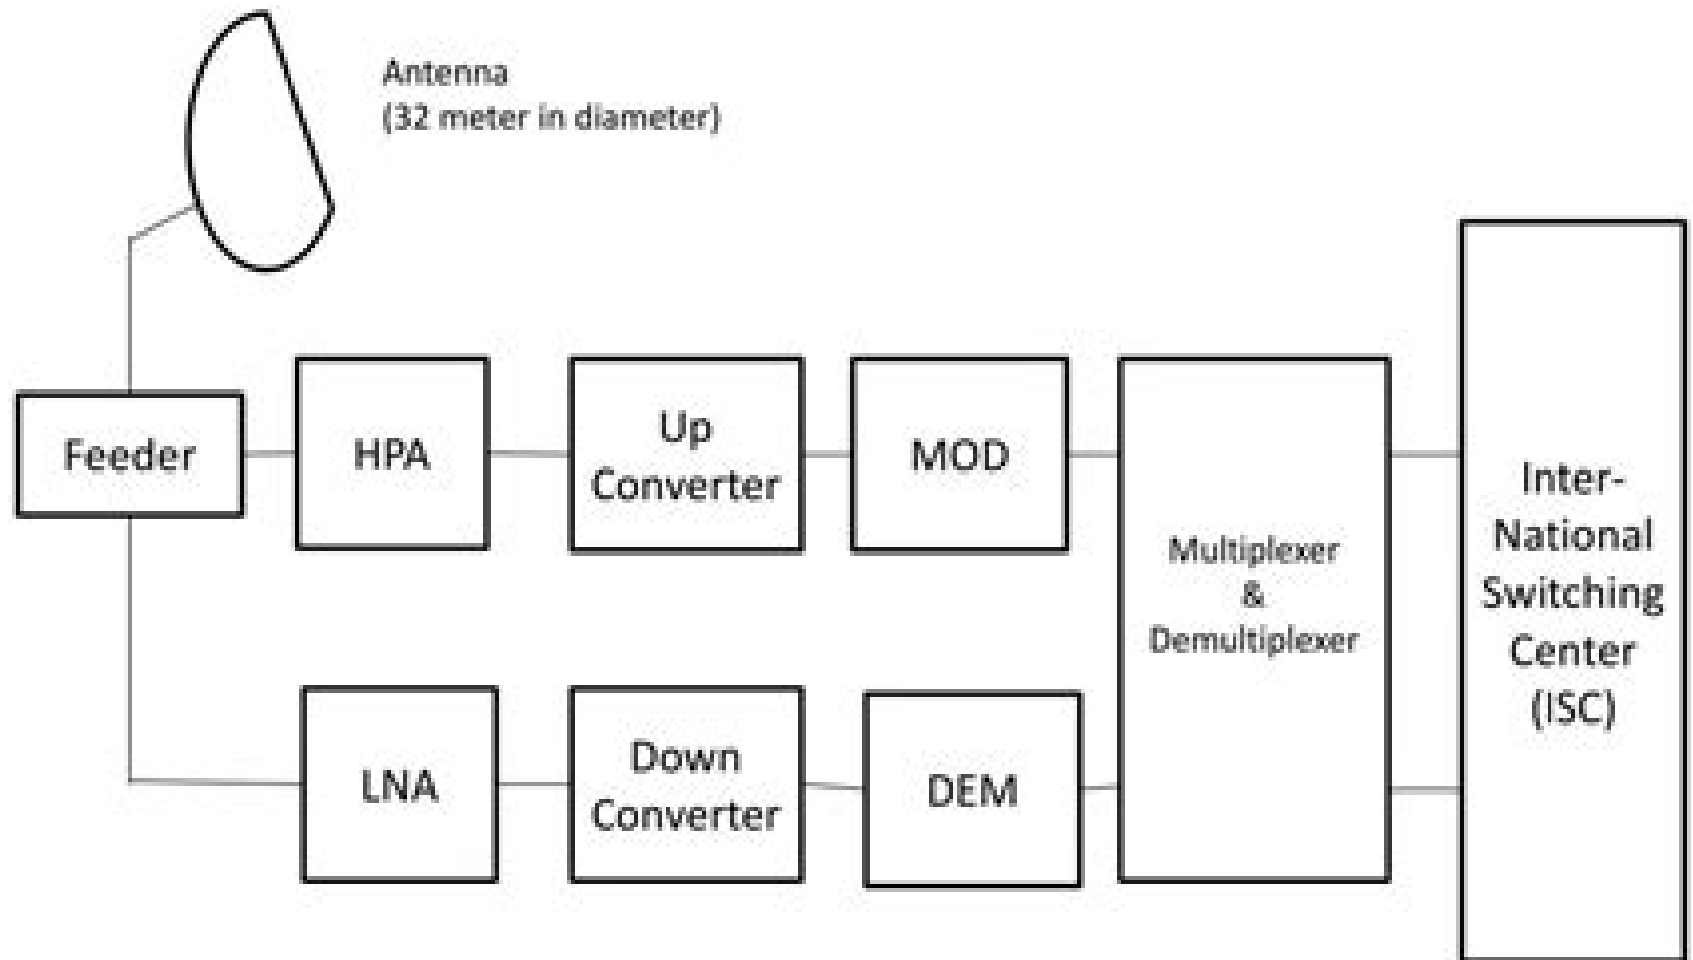 Antenna
(32 meter in diameter)
Feeder
HPA
Up
Converter
MOD
Multiplexer
&
Demultiplexer
Inter-
National
Switching
Center
(ISC)
LNA
Down
Converter
DEM